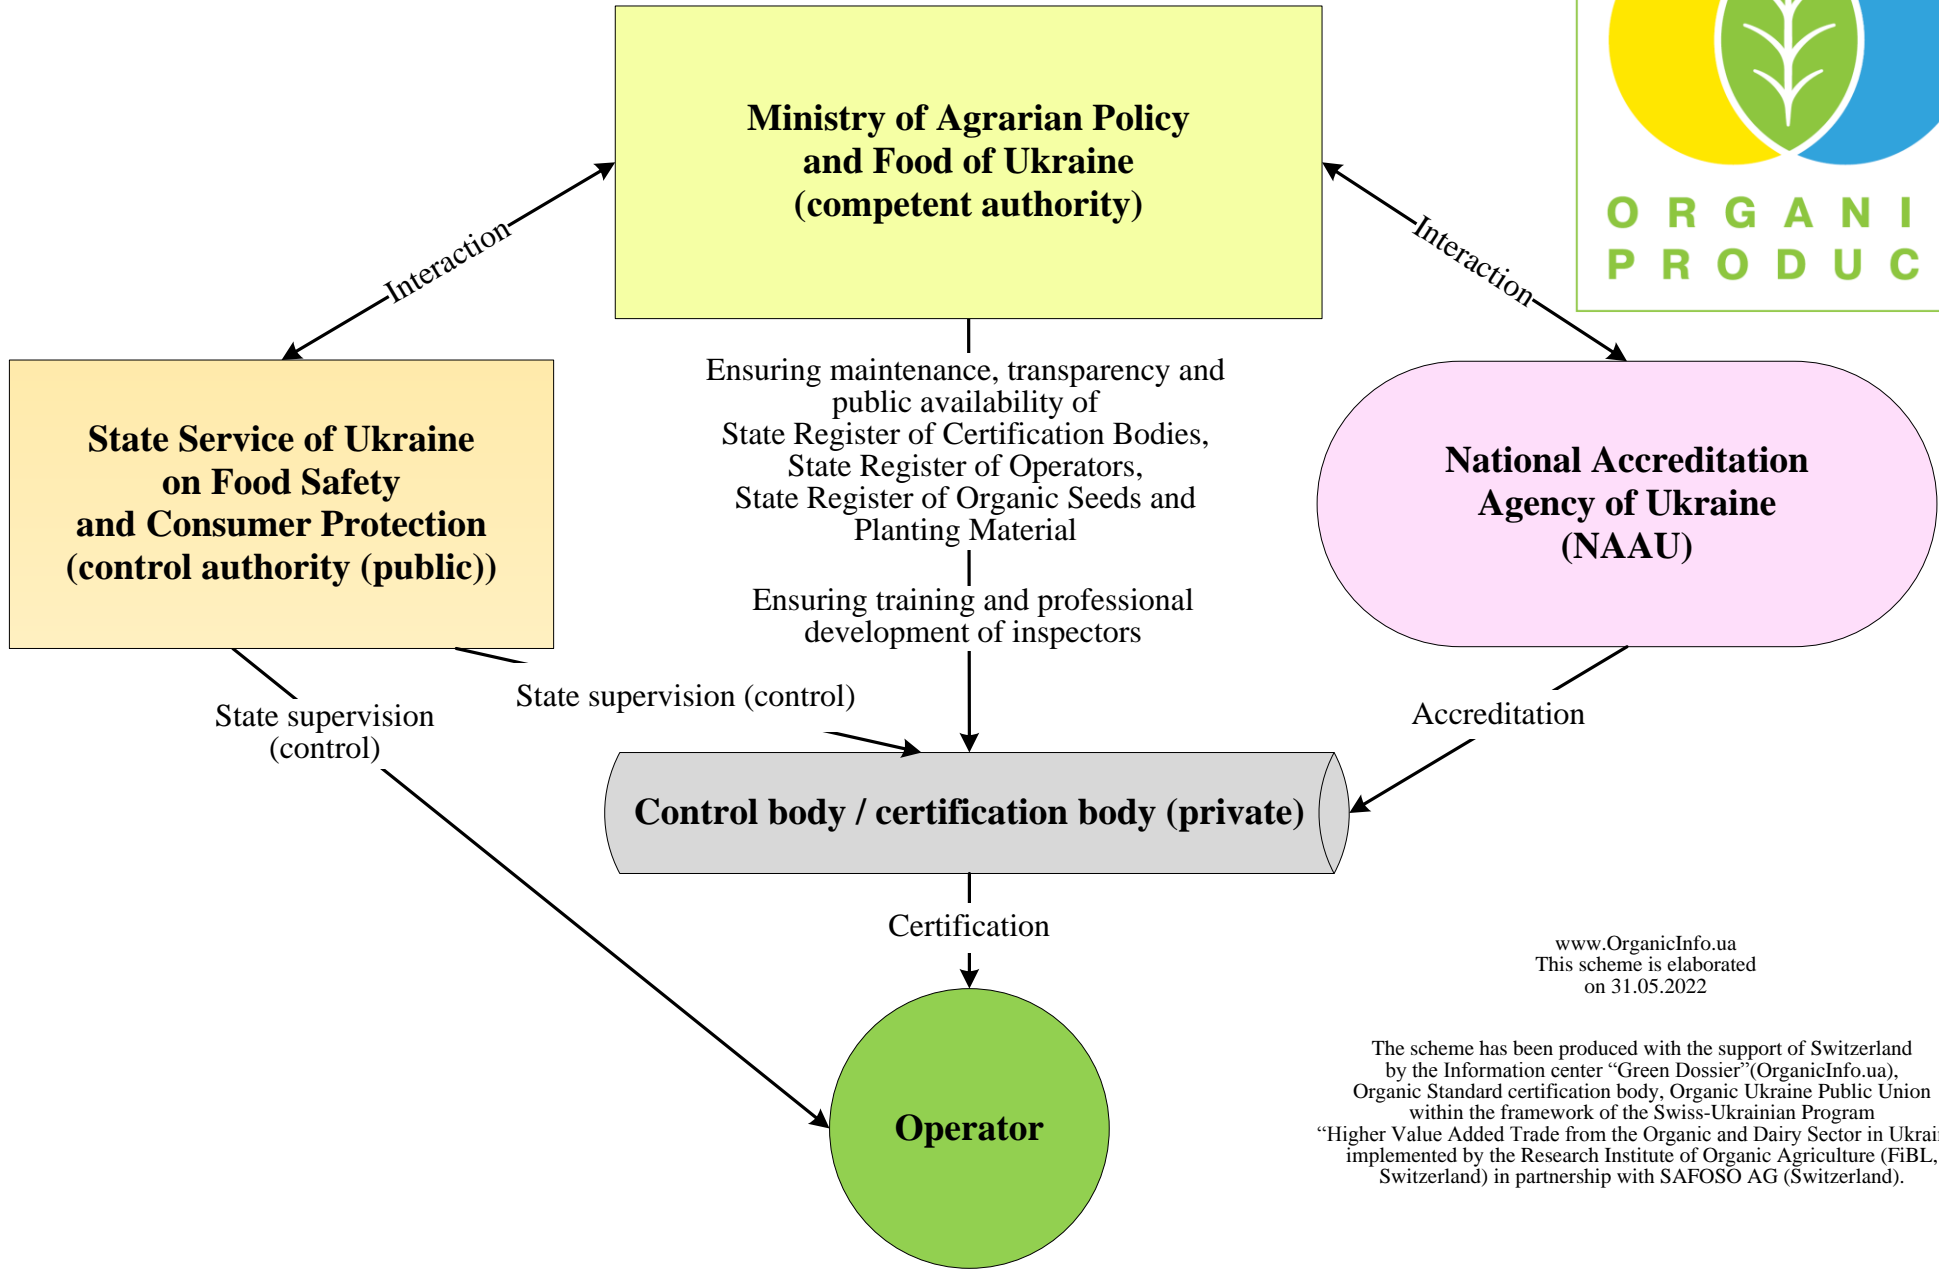 Ministry of Agrarian Policy
and Food of Ukraine
(competent authority)
ORGANI
PRODUC
Interaction
Interaction
Ensuring maintenance, transparency and
public availability of
State Register of Certification Bodies,
State Register of Operators,
State Register of Organic Seeds and
Planting Material
State Service of Ukraine
on Food Safety
and Consumer Protection
(control authority (public))
National Accreditation
Agency of Ukraine
(NAAU)
Ensuring training and professional
development of inspectors
State supervision (control)
State supervision
(control)
Accreditation
Control body / certification body (private)
Certification
www.OrganicInfo.ua
This scheme is elaborated
on 31.05.2022
The scheme has been produced with the support of Switzerland
by the Information center “Green Dossier”(OrganicInfo.ua),
Organic Standard certification body, Organic Ukraine Public Union
within the framework of the Swiss-Ukrainian Program
“Higher Value Added Trade from the Organic and Dairy Sector in Ukrai
implemented by the Research Institute of Organic Agriculture (FiBL,
Switzerland) in partnership with SAFOSO AG (Switzerland).
Operator